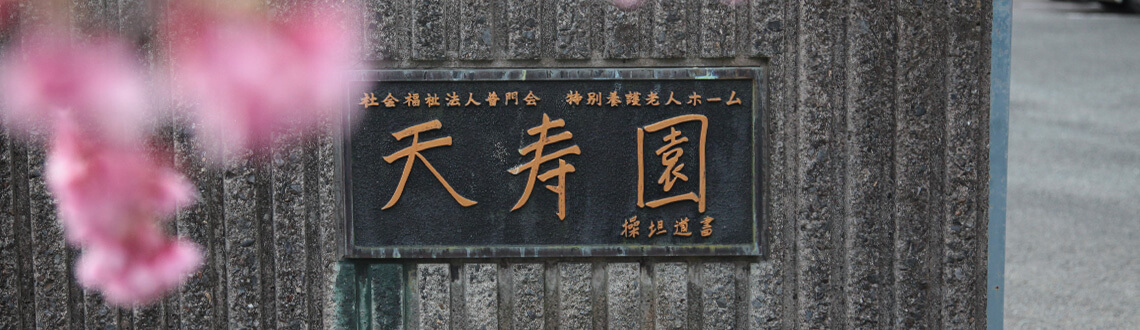 社会福祉法人普門会 特別養護老人ホーム
天寿園
操坦道書